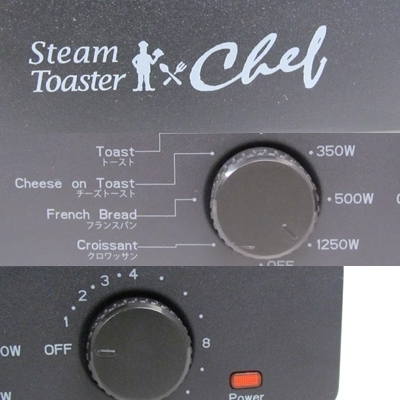 Steam
Toaster Chef
Toast
トースト
350W
Cheese on Toast
チーズトースト
500W
French Bread
フランスパン
Croissant
クロワッサン
1250W
OFF
1 2 3 4
8
OFF
0W
W
Power